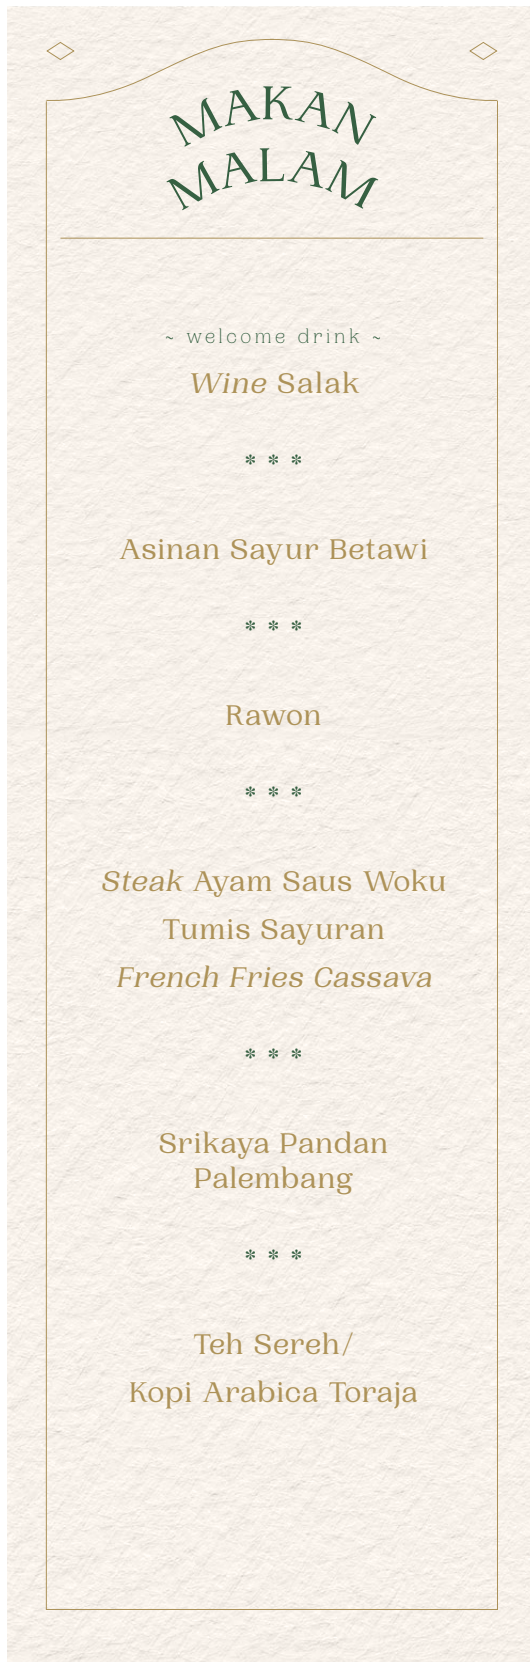 MAKAN
MALAM
~ welcome drink ~
Wine Salak
* * *
Asinan Sayur Betawi
* * *
Rawon
* * *
Steak Ayam Saus Woku
Tumis Sayuran
French Fries Cassava
* * *
Srikaya Pandan
Palembang
* * *
Teh Sereh/
Kopi Arabica Toraja